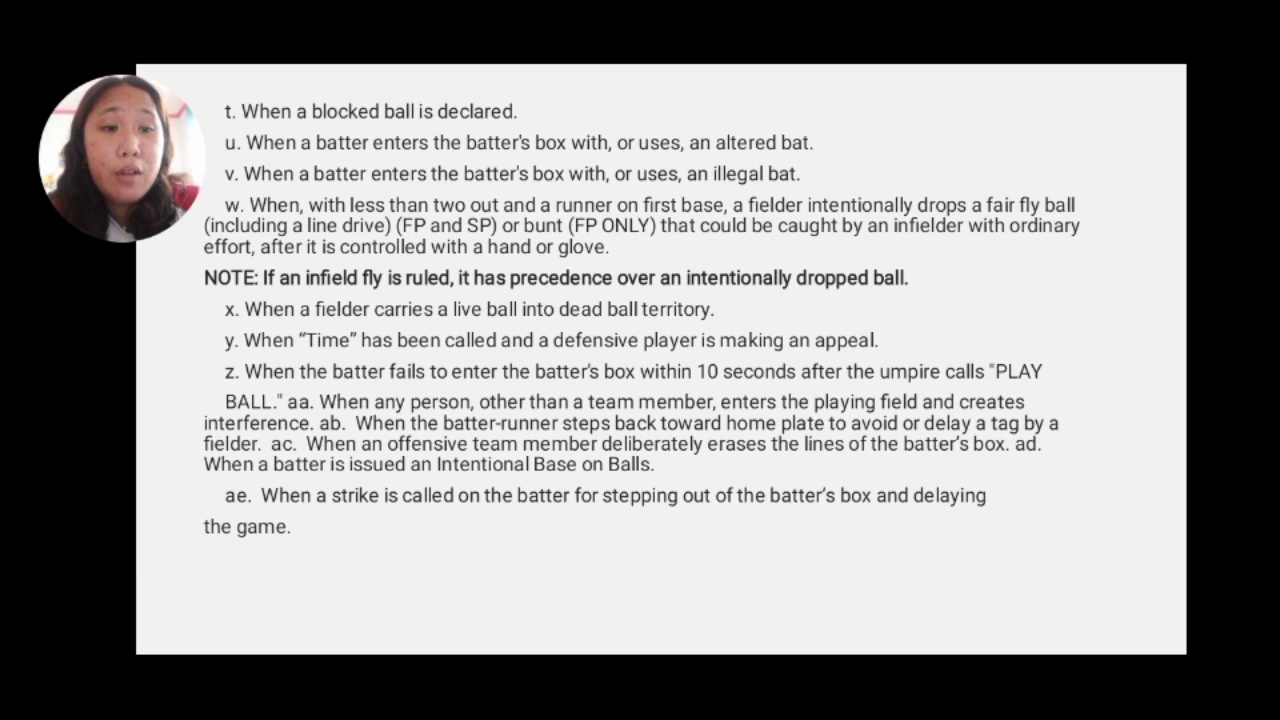 t. When a blocked ball is declared.
u. When a batter enters the batter's box with, or uses, an altered bat.
v. When a batter enters the batter's box with, or uses, an illegal bat.
w. When, with less than two out and a runner on first base, a fielder intentionally drops a fair fly ball
(including a line drive) (FP and SP) or bunt (FP ONLY) that could be caught by an infielder with ordinary
effort, after it is controlled with a hand or glove.
NOTE: If an infield fly is ruled, it has precedence over an intentionally dropped ball.
x. When a fielder carries a live ball into dead ball territory.
y. When “Time” has been called and a defensive player is making an appeal.
z. When the batter fails to enter the batter's box within 10 seconds after the umpire calls "PLAY
BALL." aa. When any person, other than a team member, enters the playing field and creates
interference. ab.  When the batter-runner steps back toward home plate to avoid or delay a tag by a
fielder.  ac.  When an offensive team member deliberately erases the lines of the batter’s box. ad.
When a batter is issued an Intentional Base on Balls.
ae.  When a strike is called on the batter for stepping out of the batter’s box and delaying
the game.